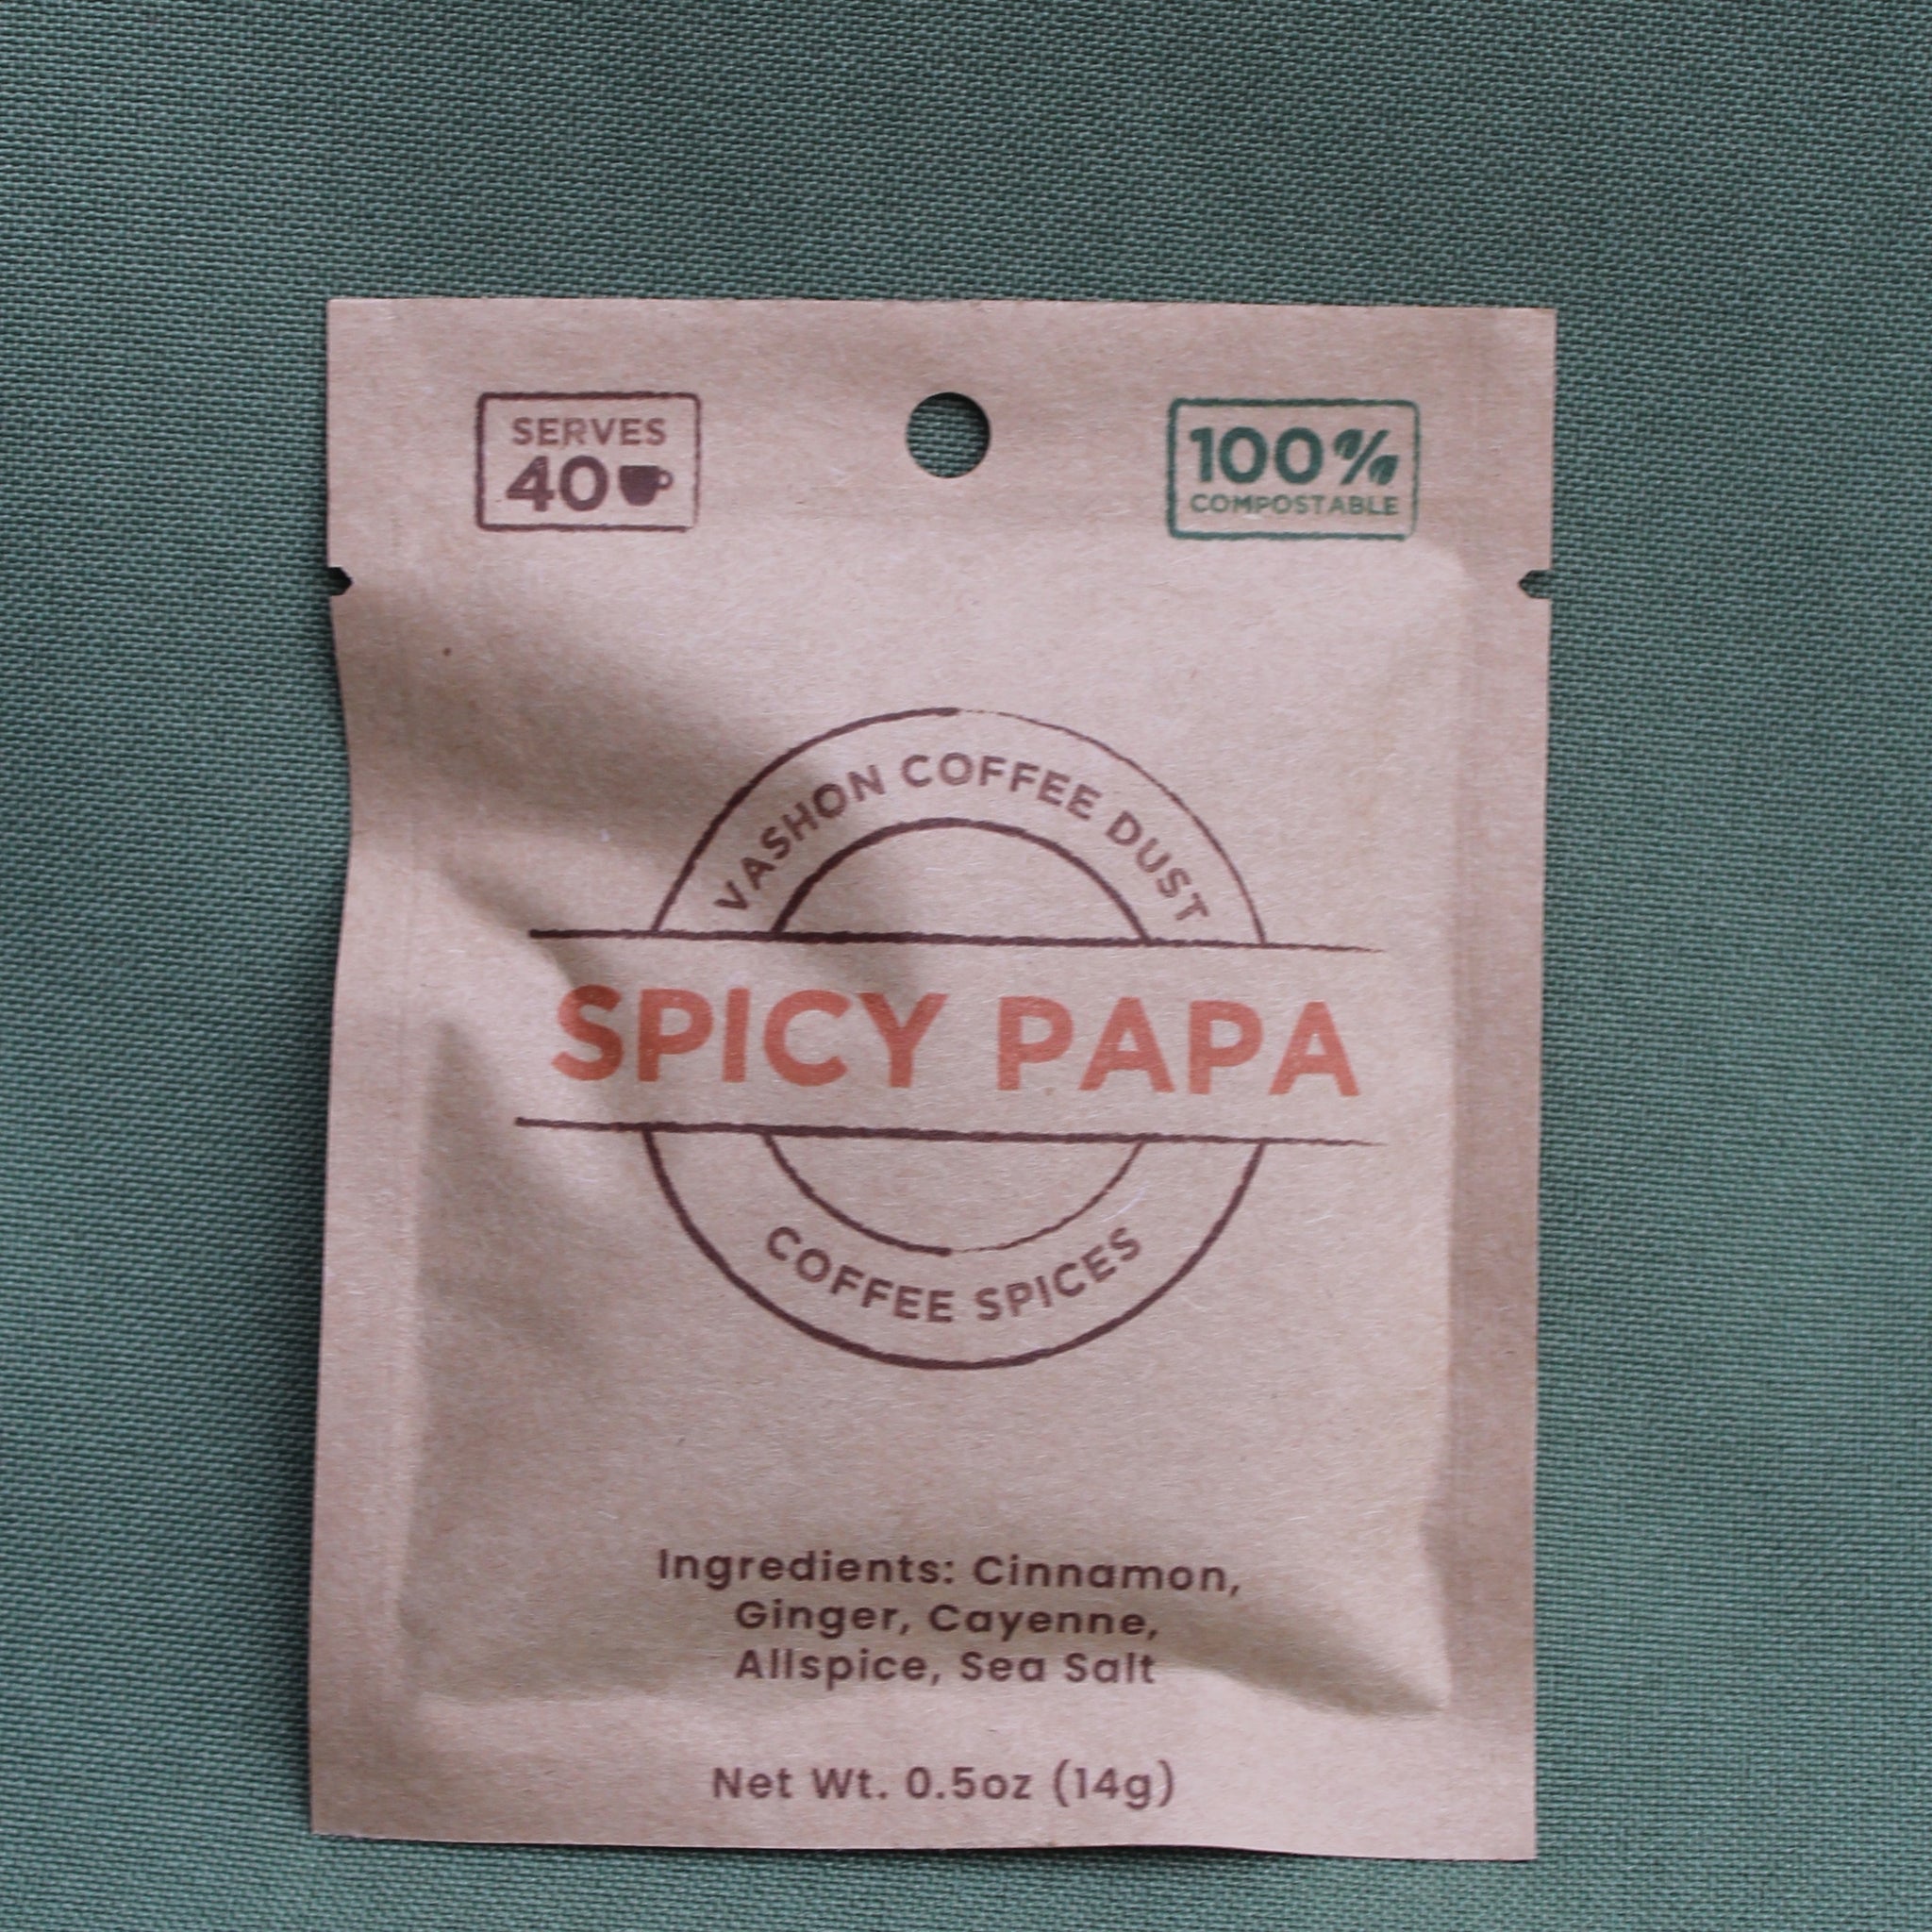 SERVES
40
100%
COMPOSTABLE
VASHON COFFEE DUST
SPICY PAPA
COFFEE SPICES
Ingredients: Cinnamon,
Ginger, Cayenne,
Allspice, Sea Salt
Net Wt. 0.5oz (14g)